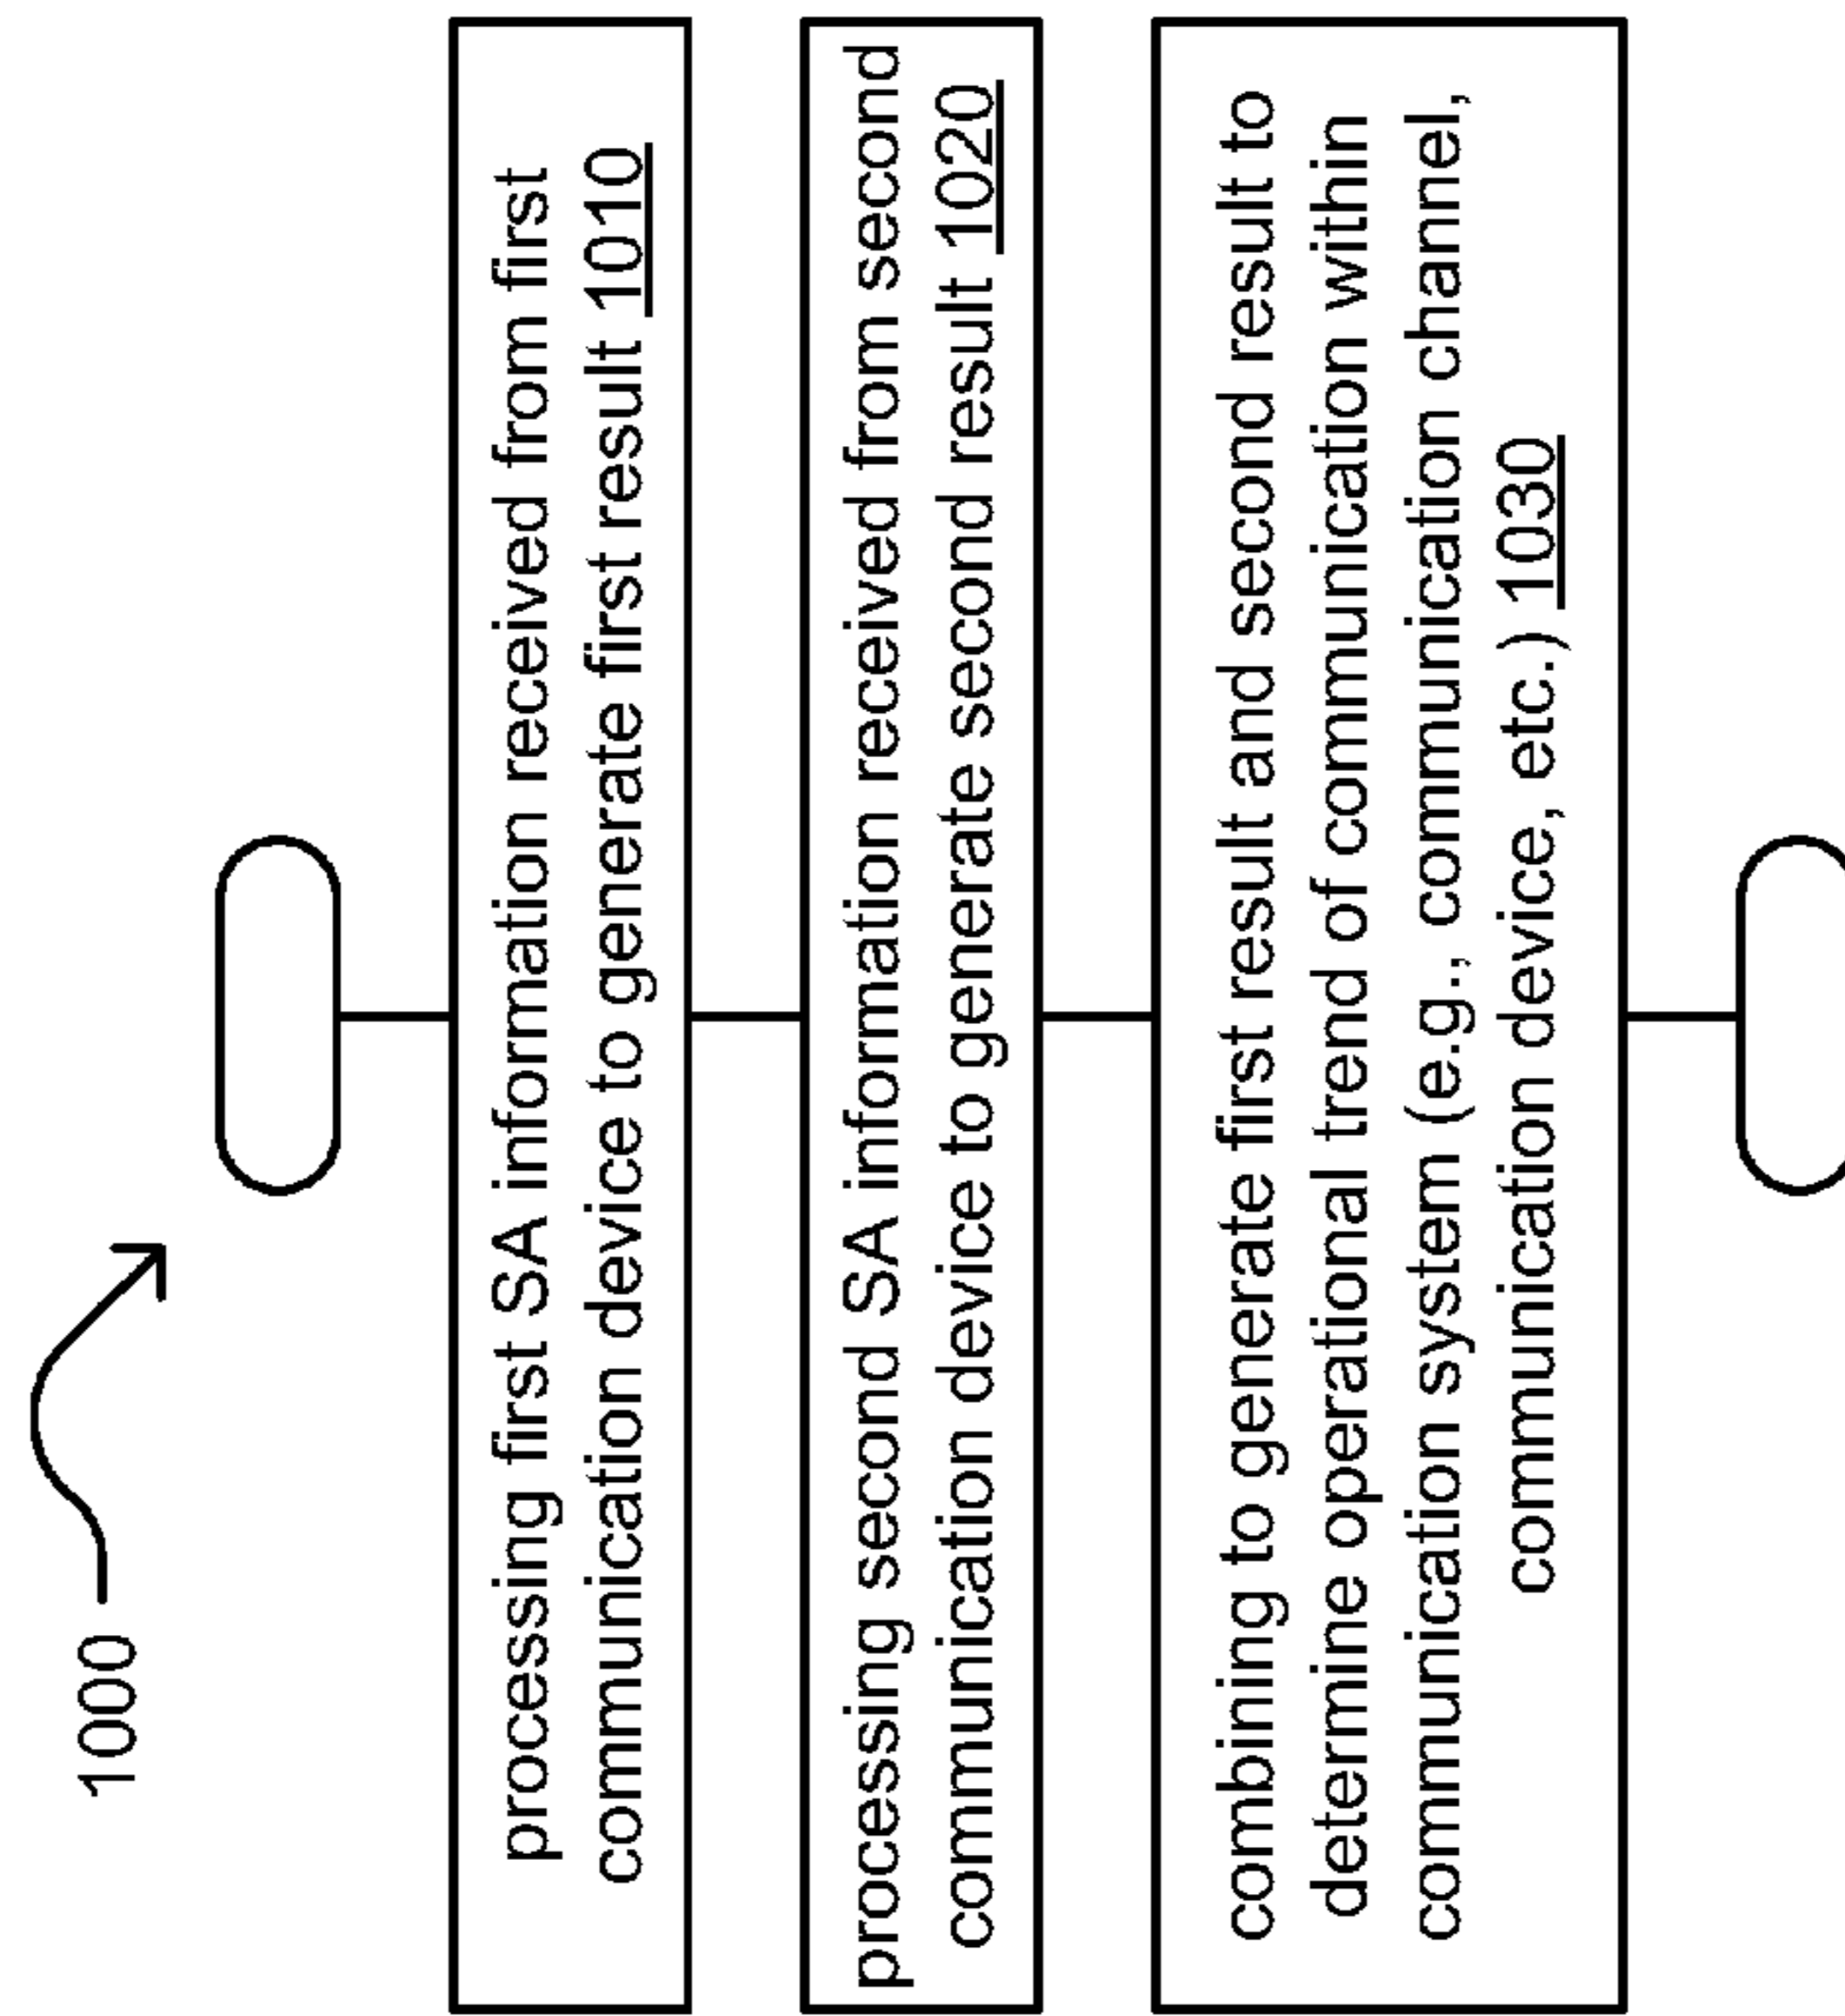 1000
processing first SA information received from first
communication device to generate first result 1010
processing second SA information received from second
communication device to generate second result 1020
combining to generate first result and second result to
determine operational trend of communication within
communication system (e.g., communication channel,
communication device, etc.) 1030